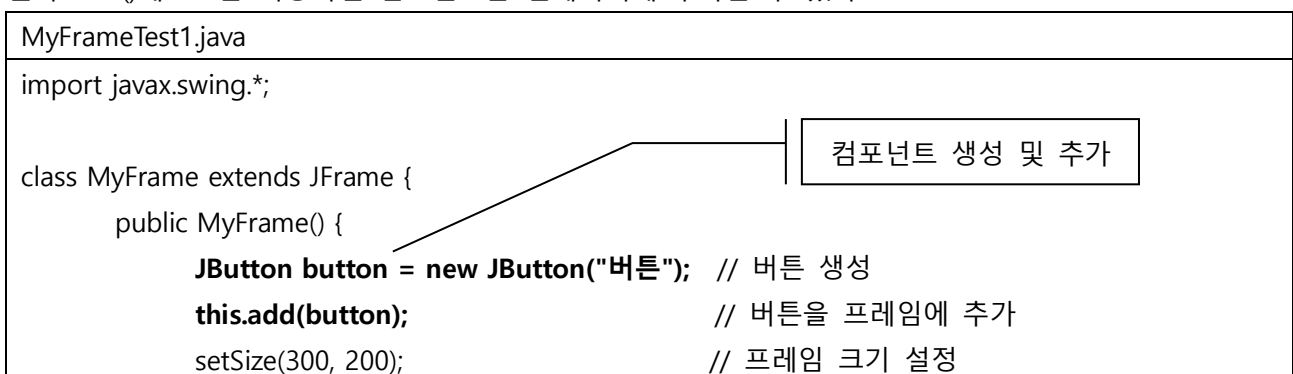 MyFrameTest1.java
import javax.swing.*;
컴포넌트 생성 및 추가
class MyFrame extends JFrame {
public MyFrame() {
JButton button = new JButton("버튼"); // 버튼 생성
this.add(button); // 버튼을 프레임에 추가
setSize(300, 200); // 프레임 크기 설정